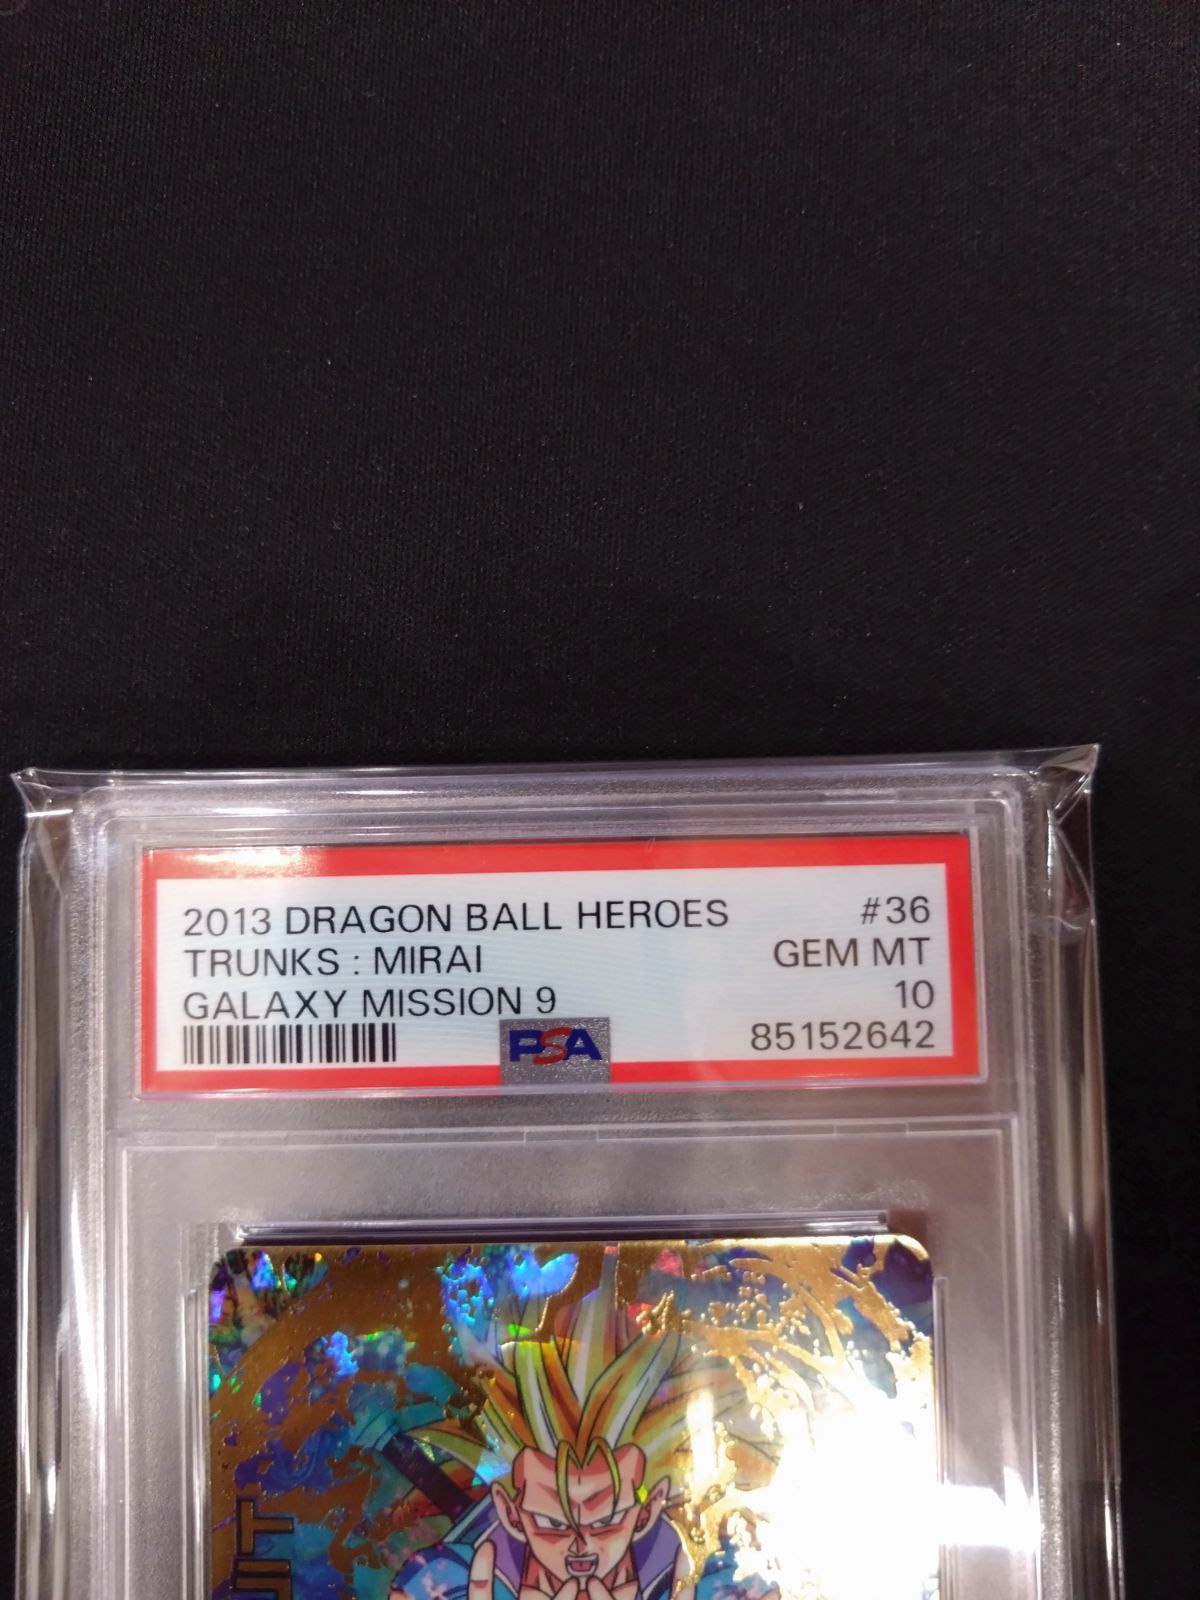 2013 DRAGON BALL HEROES #36
TRUNKS : MIRAI GEM MT
GALAXY MISSION 9 10
PSA 85152642